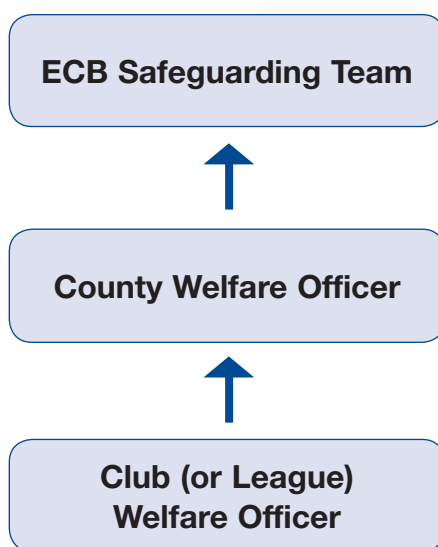 ECB Safeguarding Team
County Welfare Officer
Club (or League)
Welfare Officer